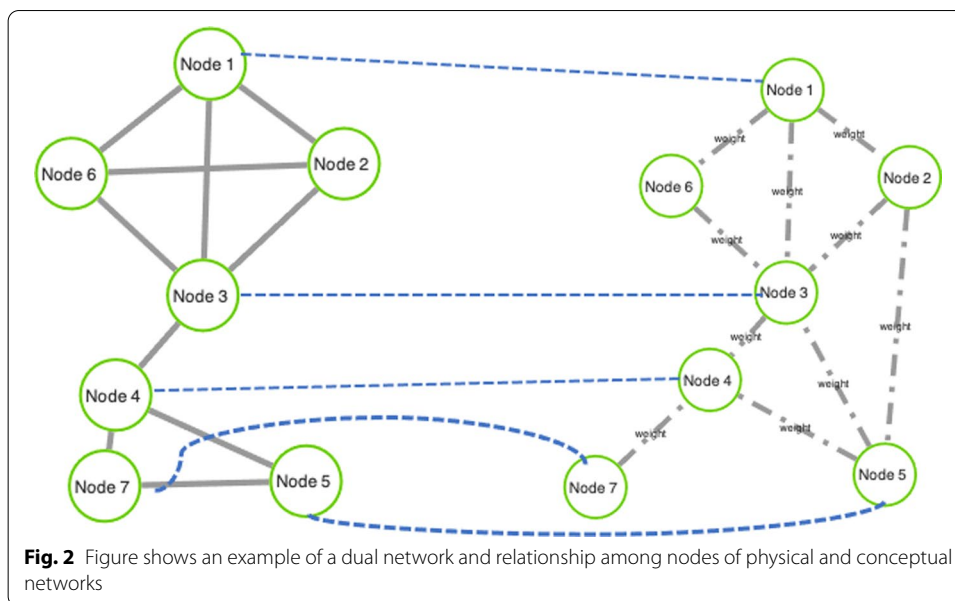 Node 1
Node 1
weight
weight
Node 2
Node 6
Node 2
Node 6
weight
weight
weight
Node 3
Node 3
weight
weight
Node 4
Node 4
weight
weight
weight
Node 5
Node 5
Node 7
Node 7
Fig. 2 Figure shows an example of a dual network and relationship among nodes of physical and conceptual
networks